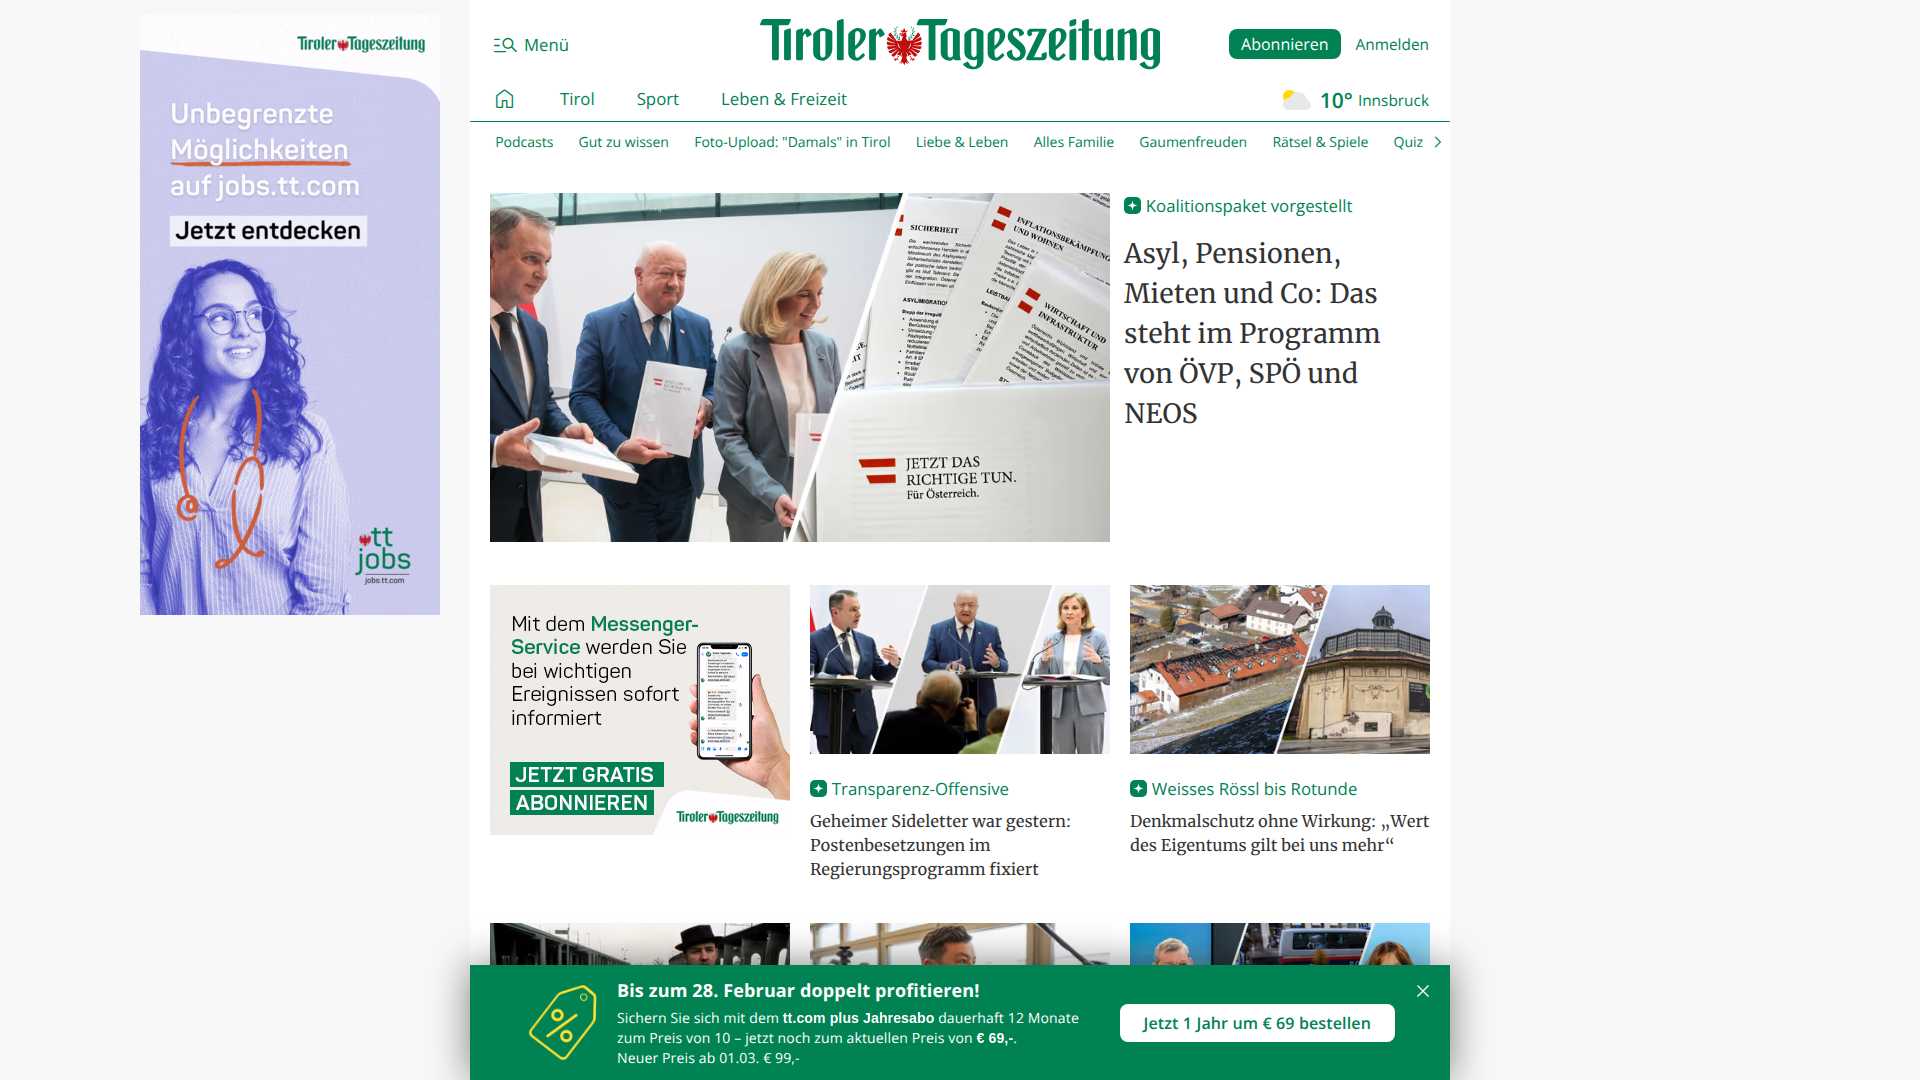 Tiroler Tageszeitung
Unbegrenzte
Möglichkeiten
auf jobs.tt.com
Jetzt entdecken
tt
jobs
jobs.tt.com
Menü
Tiroler Tageszeitung
Abonnieren
Anmelden
Tirol
Sport
Leben & Freizeit
10° Innsbruck
Podcasts
Gut zu wissen
Foto-Upload: "Damals" in Tirol
Liebe & Leben
Alles Familie
Gaumenfreuden
Rätsel & Spiele
Quiz
SICHERHEIT
INFLATIONSBEKÄMPFUNG
UND WOHNEN
WIRTSCHAFT UND
INFRASTRUKTUR
JETZT DAS
RICHTIGE TUN.
Für Österreich.
Koalitionspaket vorgestellt
Asyl, Pensionen,
Mieten und Co: Das
steht im Programm
von ÖVP, SPÖ und
NEOS
Mit dem Messenger-
Service werden Sie
bei wichtigen
Ereignissen sofort
informiert
JETZT GRATIS
ABONNIEREN
Tiroler Tageszeitung
Transparenz-Offensive
Geheimer Sideletter war gestern:
Postenbesetzungen im
Regierungsprogramm fixiert
Weisses Rössl bis Rotunde
Denkmalschutz ohne Wirkung: „Wert
des Eigentums gilt bei uns mehr“
Bis zum 28. Februar doppelt profitieren!
Sichern Sie sich mit dem tt.com plus Jahresabo dauerhaft 12 Monate
zum Preis von 10 – jetzt noch zum aktuellen Preis von € 69,-.
Neuer Preis ab 01.03. € 99,-
Jetzt 1 Jahr um € 69 bestellen